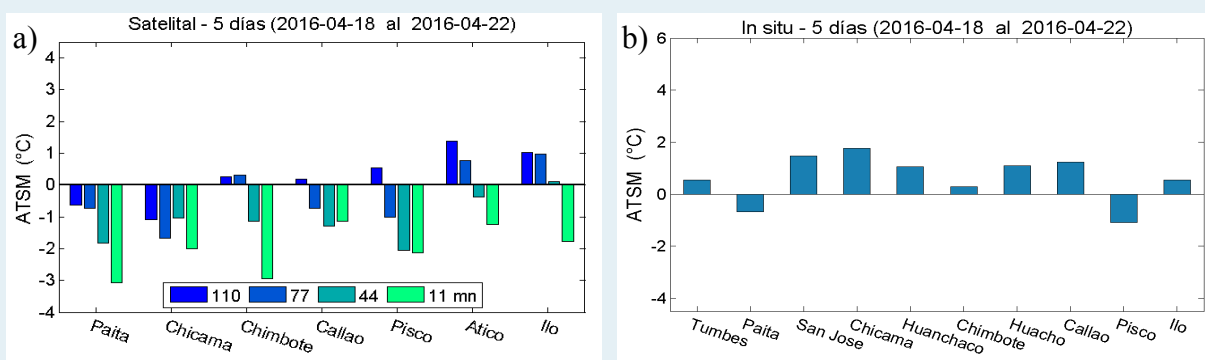 a)
Satelital - 5 días (2016-04-18 al 2016-04-22)
ATSM (°C)
4
3
2
1
0
-1
-2
-3
-4
110
77
44
11 mn
Paita
Chicama
Chimbote
Callao
Pisco
Atico
Ilo
b)
In situ - 5 días (2016-04-18 al 2016-04-22)
ATSM (°C)
6
4
2
0
-2
-4
Tumbes
Paita
San Jose
Chicama
Huanchaco
Chimbote
Huacho
Callao
Pisco
Ilo